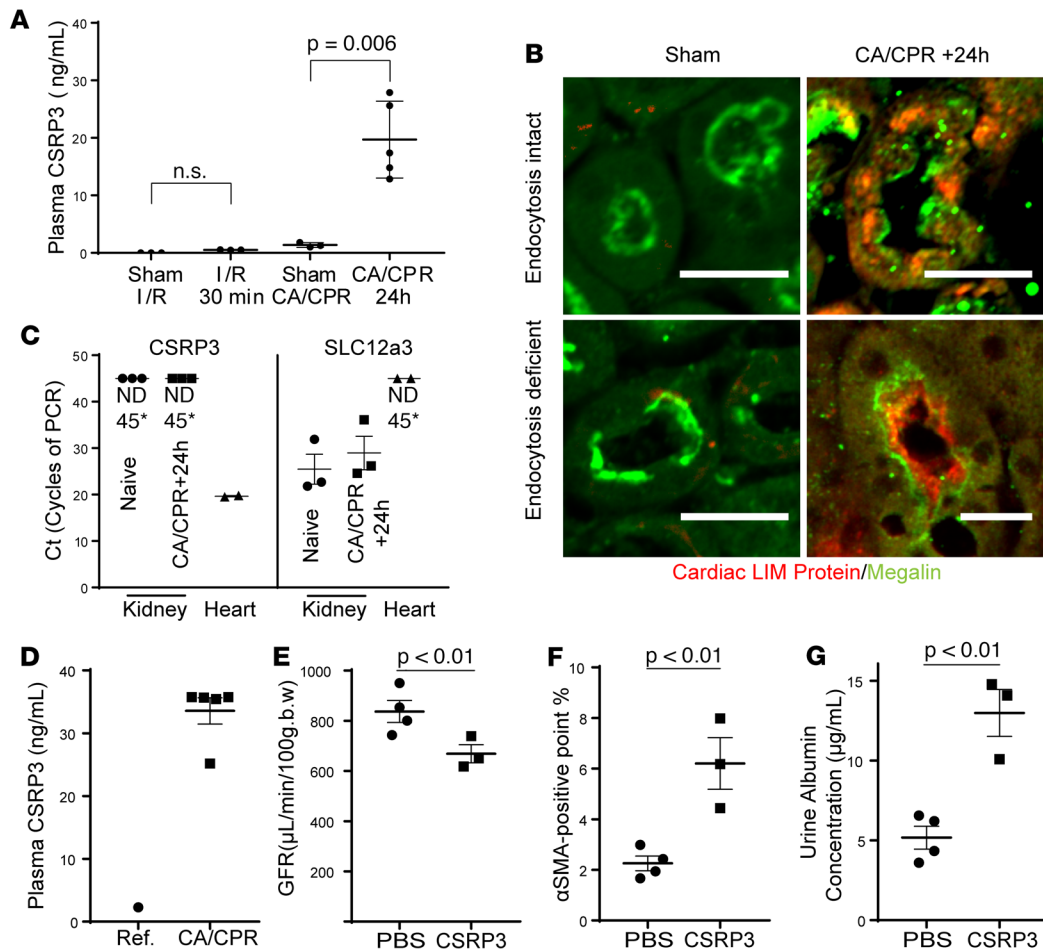 A
Plasma CSRP3 ( ng/mL)
40
30
20
10
0
n.s.
p = 0.006
Sham
I/R
I/R
30 min
Sham
CA/CPR
CA/CPR
24h
B
Sham
CA/CPR +24h
Endocytosis intact
Endocytosis deficient
Cardiac LIM Protein/Megalin
C
CSRP3
SLC12a3
Ct (Cycles of PCR)
50
40
30
20
10
0
ND
45*
ND
45*
ND
45*
Naive
CA/CPR+24h
Naive
CA/CPR
+24h
Kidney
Heart
Kidney
Heart
D
Plasma CSRP3 (ng/mL)
40
30
20
10
0
Ref.
CA/CPR
E
p < 0.01
GFR(µL/min/100g.b.w)
1000
800
600
400
200
0
PBS
CSRP3
F
p < 0.01
αSMA-positive point %
10
8
6
4
2
0
PBS
CSRP3
G
p < 0.01
Urine Albumin
Concentration (µg/mL)
15
10
5
0
PBS
CSRP3